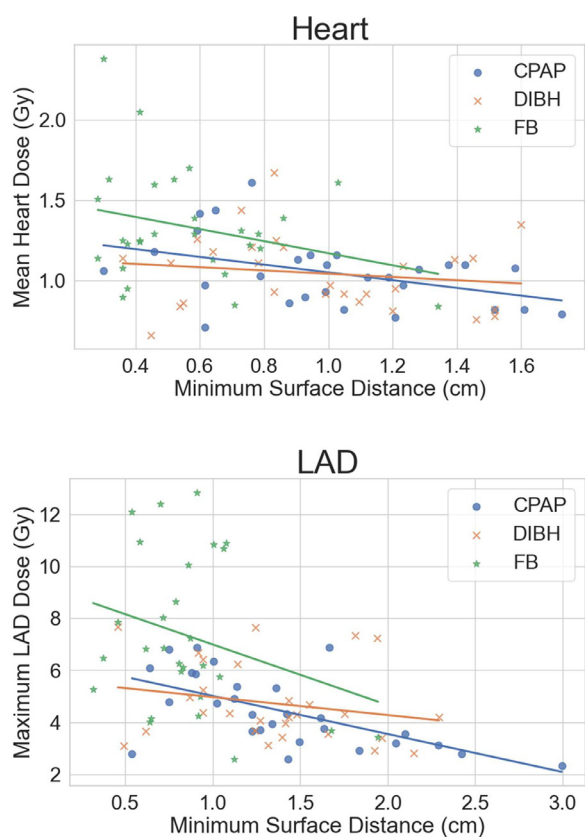 Heart
Mean Heart Dose (Gy)
2.0
1.5
1.0
CPAP
DIBH
FB
0.4 0.6 0.8 1.0 1.2 1.4 1.6
Minimum Surface Distance (cm)
LAD
Maximum LAD Dose (Gy)
12
10
8
6
4
2
CPAP
DIBH
FB
0.5 1.0 1.5 2.0 2.5 3.0
Minimum Surface Distance (cm)